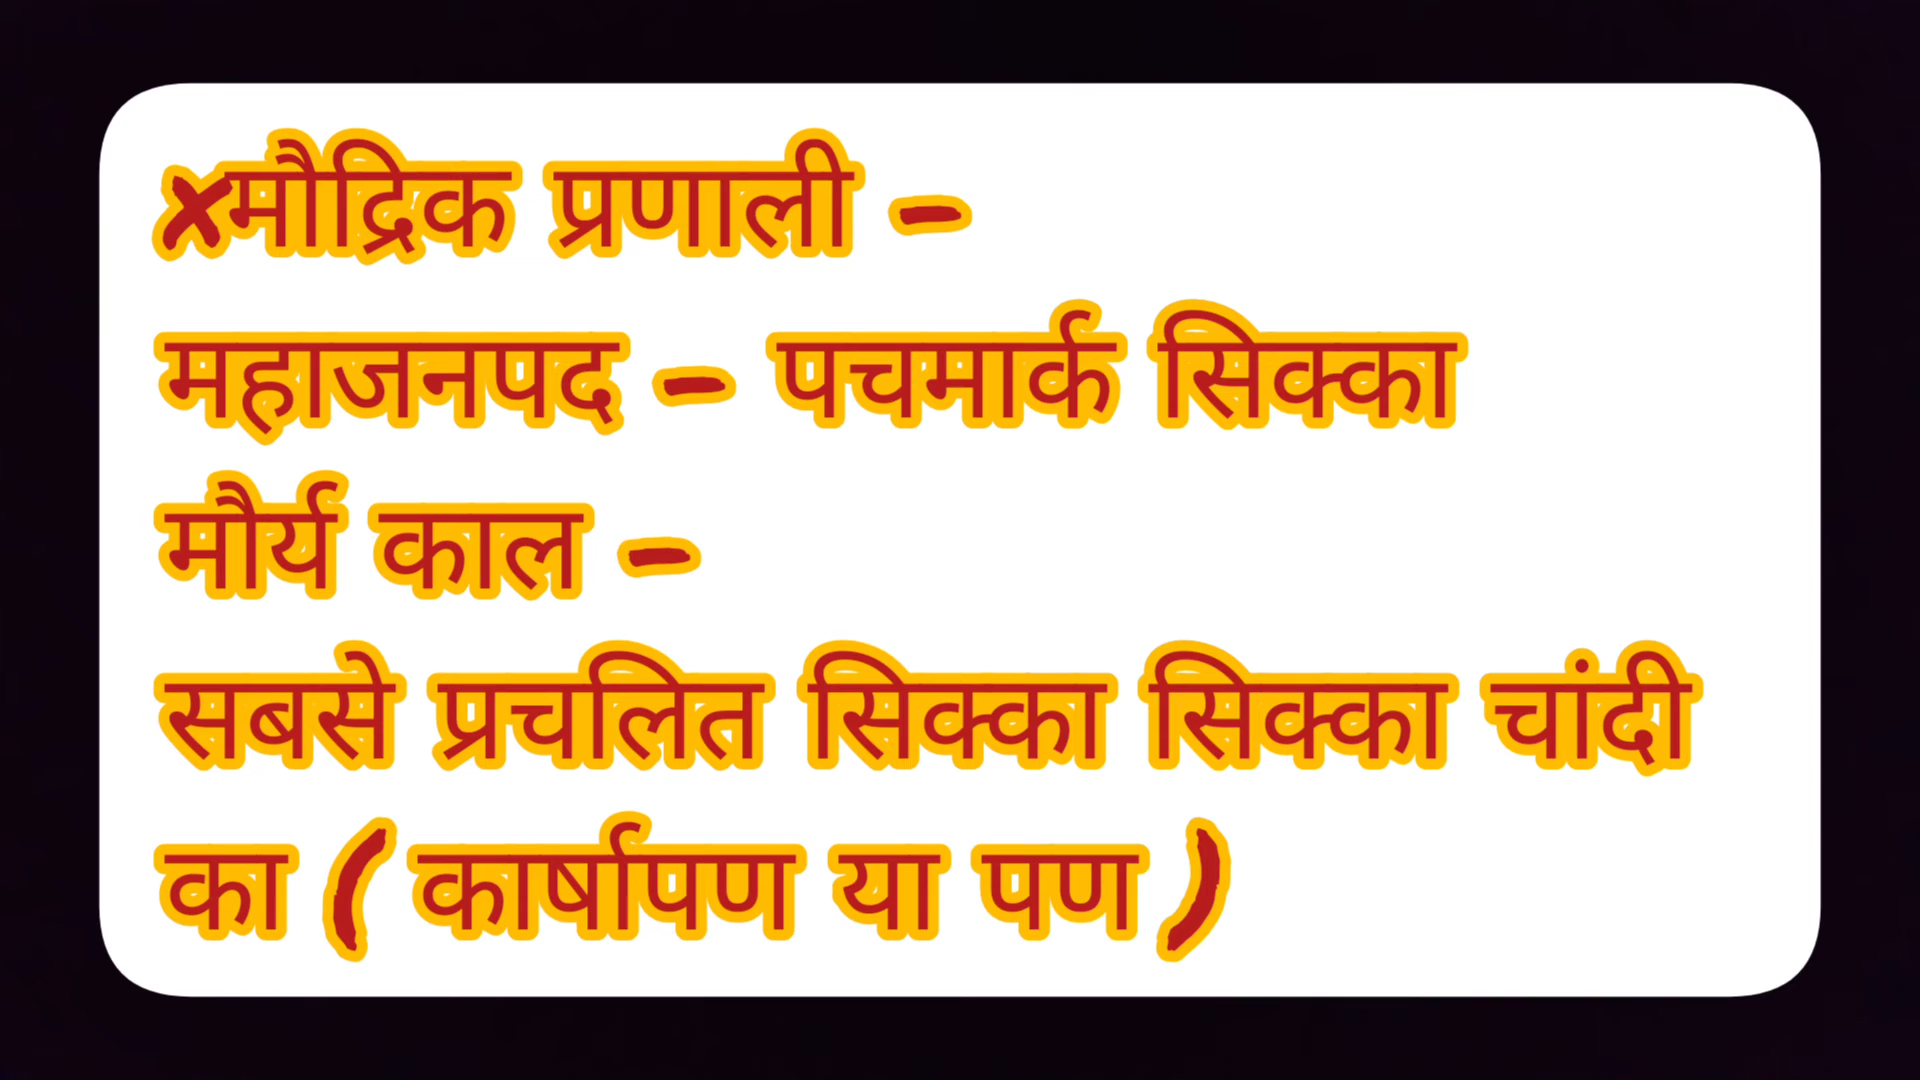 ×मौद्रिक प्रणाली -
महाजनपद - पचमार्क सिक्का
मौर्य काल -
सबसे प्रचलित सिक्का सिक्का चांदी
का ( कार्षापण या पण )